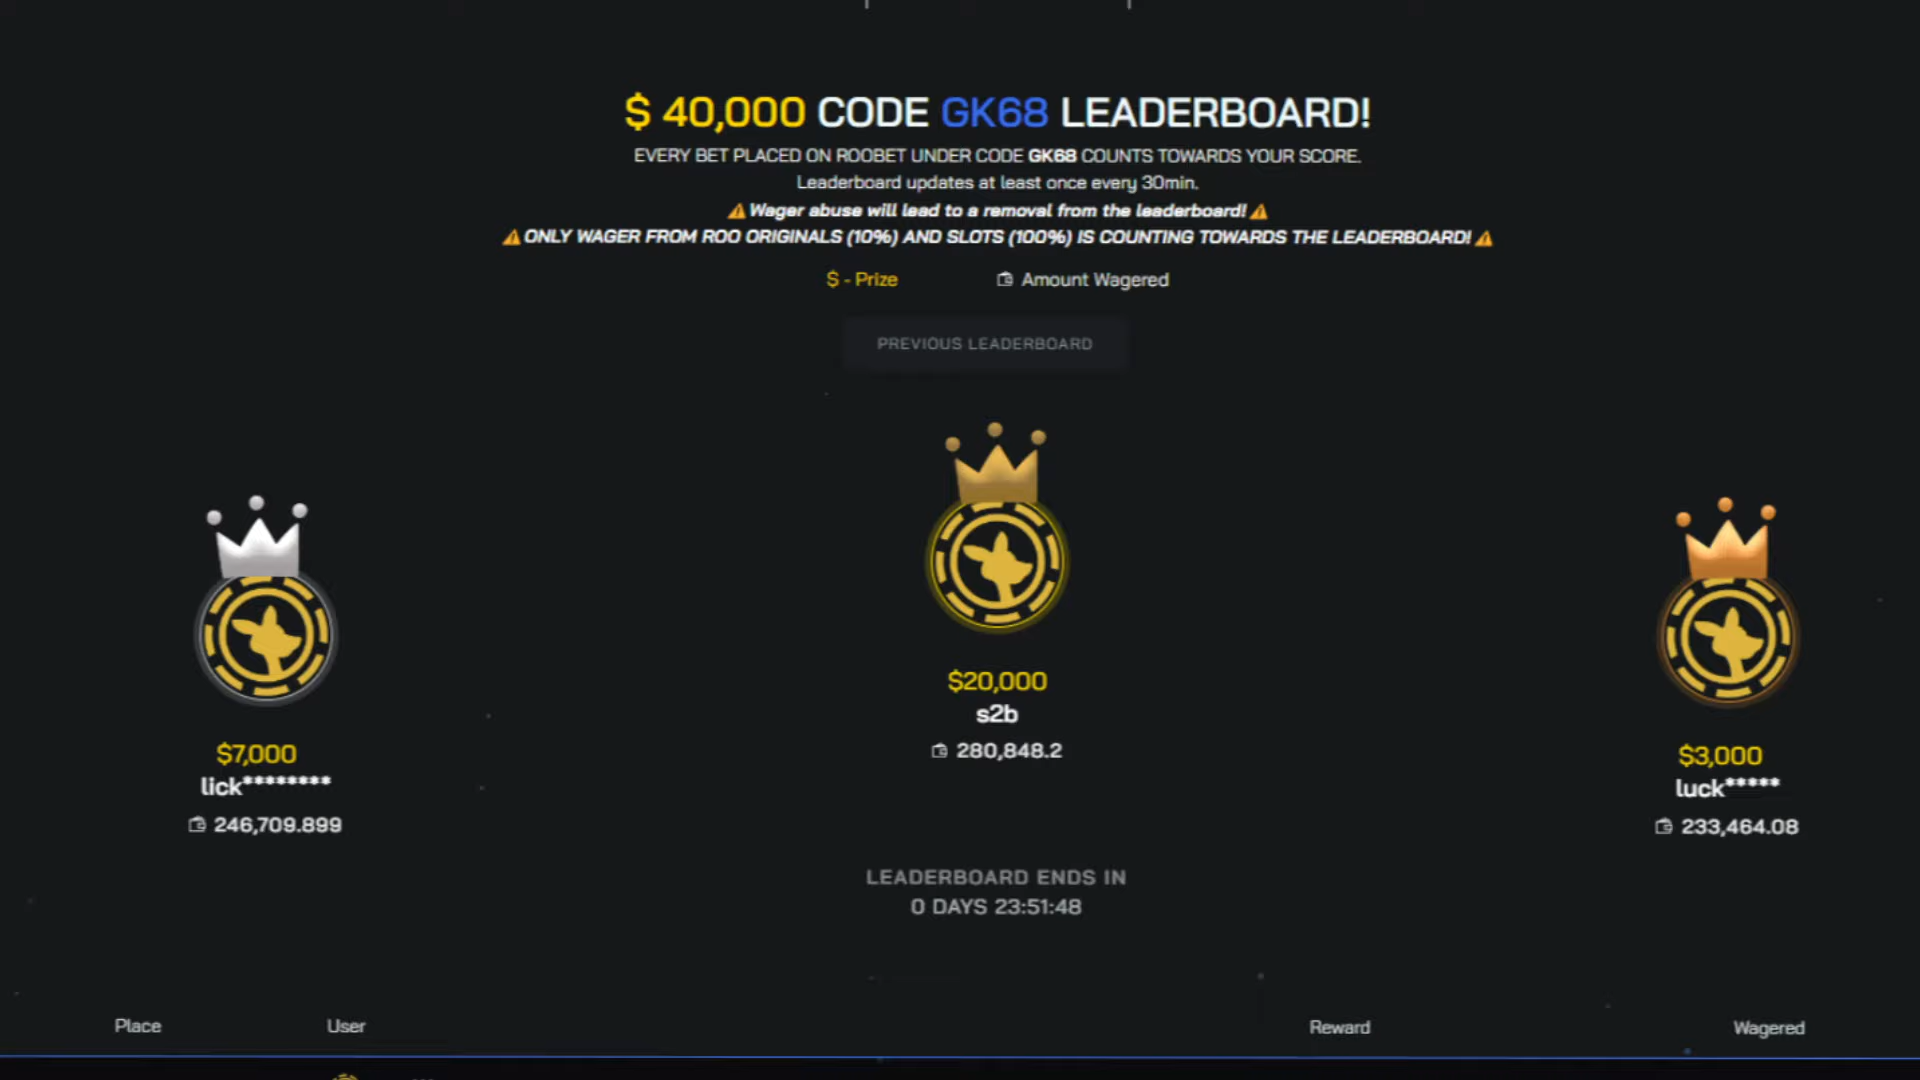 $ 40,000 CODE GK68 LEADERBOARD!
EVERY BET PLACED ON ROOBET UNDER CODE GK68 COUNTS TOWARDS YOUR SCORE.
Leaderboard updates at least once every 30min.
⚠️Wager abuse will lead to a removal from the leaderboard!⚠️
⚠️ONLY WAGER FROM ROO ORIGINALS (10%) AND SLOTS (100%) IS COUNTING TOWARDS THE LEADERBOARD!⚠️
$ - Prize Amount Wagered
PREVIOUS LEADERBOARD
$20,000
s2b
280,848.2
$7,000
lick********
246,709.899
$3,000
luck*****
233,464.08
LEADERBOARD ENDS IN
0 DAYS 23:51:48
Place User Reward Wagered